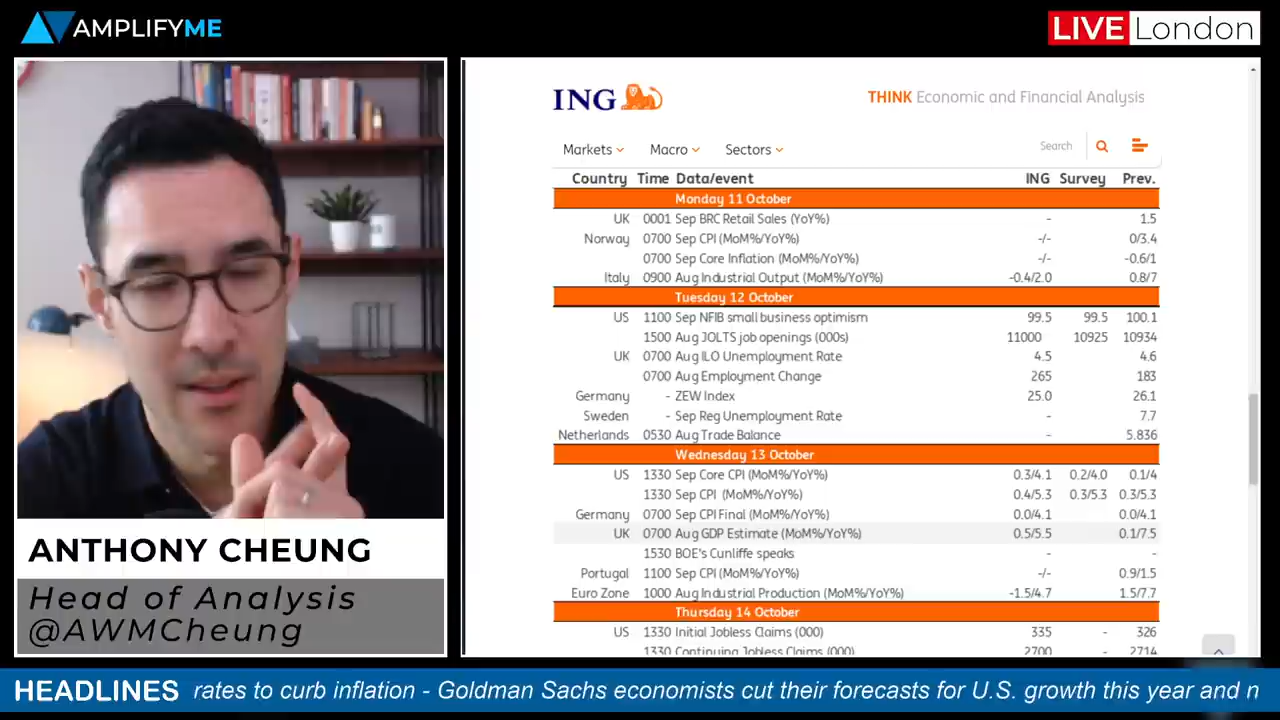 AMPLIFYME
LIVE London
ING
THINK Economic and Financial Analysis
Markets Macro Sectors Search
Country Time Data/event ING Survey Prev.
Monday 11 October
UK 0001 Sep BRC Retail Sales (YoY%) - 1.5
Norway 0700 Sep CPI (MoM%/YoY%) -/- 0/3.4
0700 Sep Core Inflation (MoM%/YoY%) -/- -0.6/1
Italy 0900 Aug Industrial Output (MoM%/YoY%) -0.4/2.0 0.8/7
Tuesday 12 October
US 1100 Sep NFIB small business optimism 99.5 99.5 100.1
1500 Aug JOLTS job openings (000s) 11000 10925 10934
UK 0700 Aug ILO Unemployment Rate 4.5 4.6
0700 Aug Employment Change 265 183
Germany - ZEW Index 25.0 26.1
Sweden - Sep Reg Unemployment Rate - 7.7
Netherlands 0530 Aug Trade Balance - 5.836
Wednesday 13 October
US 1330 Sep Core CPI (MoM%/YoY%) 0.3/4.1 0.2/4.0 0.1/4
1330 Sep CPI (MoM%/YoY%) 0.4/5.3 0.3/5.3 0.3/5.3
Germany 0700 Sep CPI Final (MoM%/YoY%) 0.0/4.1 0.0/4.1
UK 0700 Aug GDP Estimate (MoM%/YoY%) 0.5/5.5 0.1/7.5
1530 BOE's Cunliffe speaks - -
Portugal 1100 Sep CPI (MoM%/YoY%) -/- 0.9/1.5
Euro Zone 1000 Aug Industrial Production (MoM%/YoY%) -1.5/4.7 1.5/7.7
Thursday 14 October
US 1330 Initial Jobless Claims (000) 335 - 326
1330 Continuing Jobless Claims (000) 2700 - 2714
ANTHONY CHEUNG
Head of Analysis
@AWMCheung
HEADLINES rates to curb inflation - Goldman Sachs economists cut their forecasts for U.S. growth this year and n